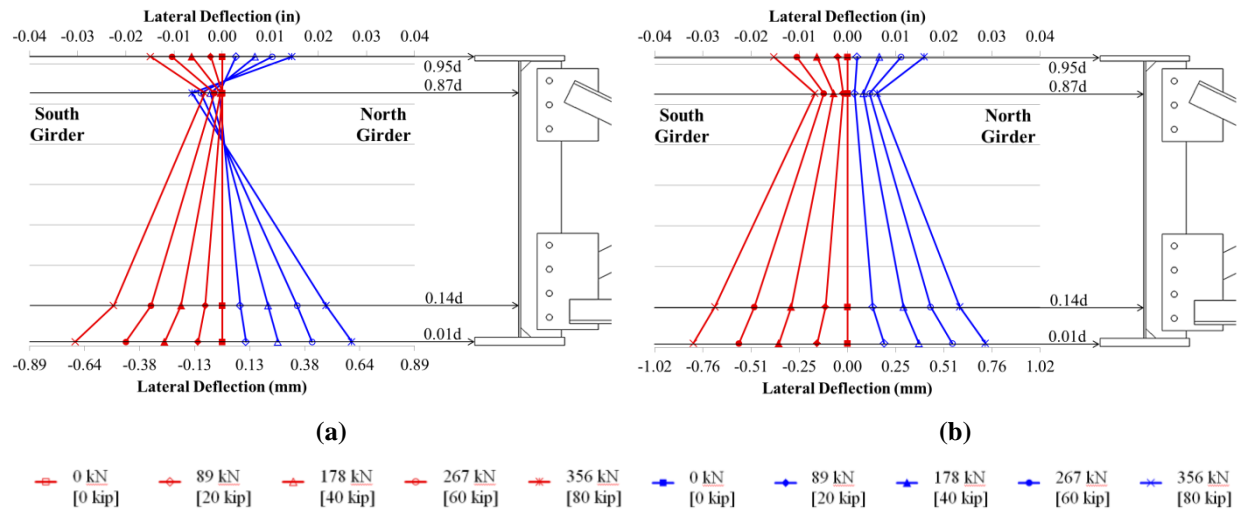 Lateral Deflection (in)
-0.04 -0.03 -0.02 -0.01 0.00 0.01 0.02 0.03 0.04
0.95d
0.87d
South Girder
North Girder
0.14d
0.01d
-0.89 -0.64 -0.38 -0.13 0.13 0.38 0.64 0.89
Lateral Deflection (mm)
(a)
Lateral Deflection (in)
-0.04 -0.03 -0.02 -0.01 0.00 0.01 0.02 0.03 0.04
0.95d
0.87d
South Girder
North Girder
0.14d
0.01d
-1.02 -0.76 -0.51 -0.25 0.00 0.25 0.51 0.76 1.02
Lateral Deflection (mm)
(b)
0 kN 89 kN 178 kN 267 kN 356 kN 0 kN 89 kN 178 kN 267 kN 356 kN
[0 kip] [20 kip] [40 kip] [60 kip] [80 kip] [0 kip] [20 kip] [40 kip] [60 kip] [80 kip]